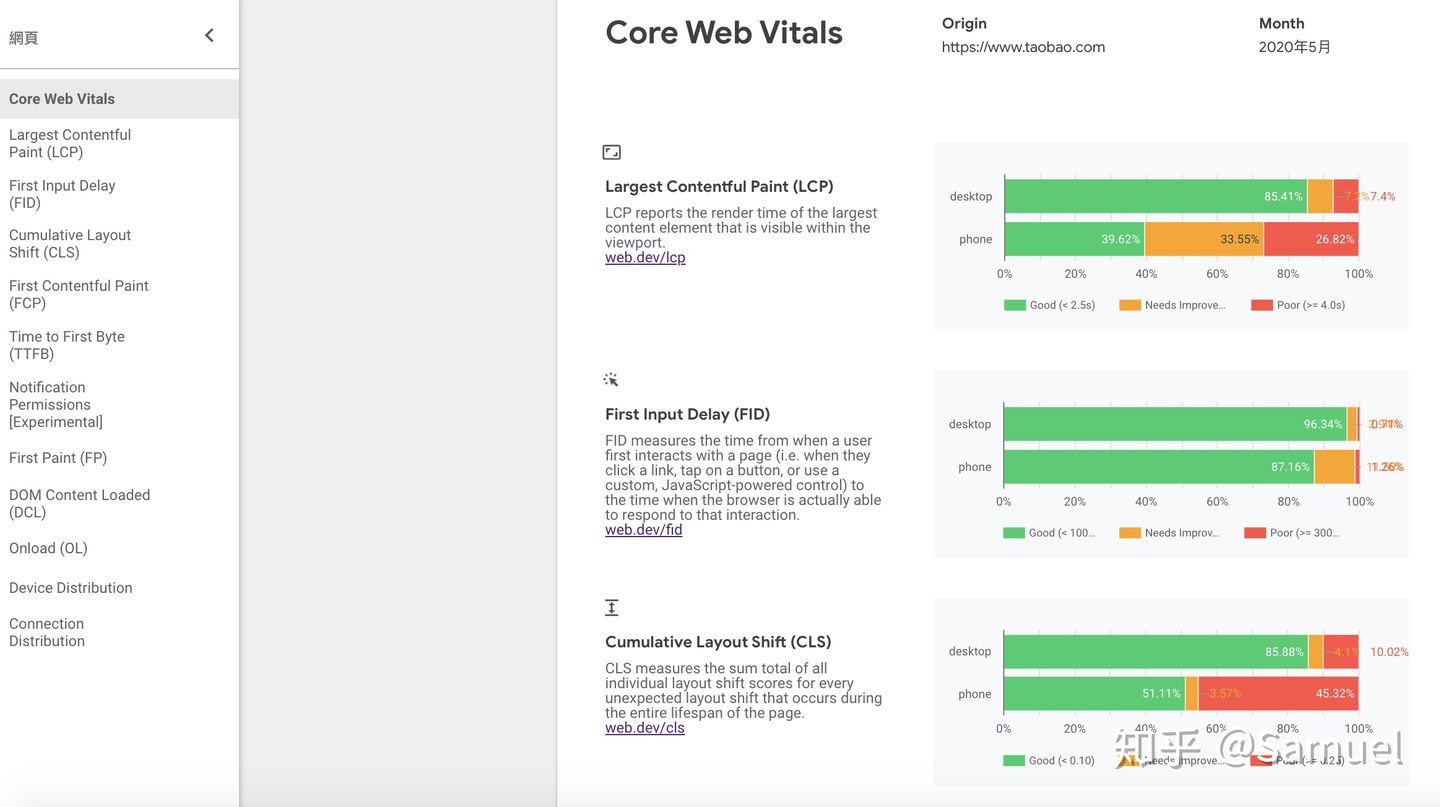 網頁
Core Web Vitals
Largest Contentful
Paint (LCP)
First Input Delay
(FID)
Cumulative Layout
Shift (CLS)
First Contentful Paint
(FCP)
Time to First Byte
(TTFB)
Notification
Permissions
[Experimental]
First Paint (FP)
DOM Content Loaded
(DCL)
Onload (OL)
Device Distribution
Connection
Distribution
Core Web Vitals
Origin
https://www.taobao.com
Month
2020年5月
Largest Contentful Paint (LCP)
LCP reports the render time of the largest
content element that is visible within the
viewport.
web.dev/lcp
desktop 85.41% 7.2% 7.4%
phone 39.62% 33.55% 26.82%
0% 20% 40% 60% 80% 100%
Good (< 2.5s) Needs Improve... Poor (>= 4.0s)
First Input Delay (FID)
FID measures the time from when a user
first interacts with a page (i.e. when they
click a link, tap on a button, or use a
custom, JavaScript-powered control) to
the time when the browser is actually able
to respond to that interaction.
web.dev/fid
desktop 96.34% 0.71%
phone 87.16% 1.26%
0% 20% 40% 60% 80% 100%
Good (< 100... Needs Improv... Poor (>= 300...
Cumulative Layout Shift (CLS)
CLS measures the sum total of all
individual layout shift scores for every
unexpected layout shift that occurs during
the entire lifespan of the page.
web.dev/cls
desktop 85.88% 4.1% 10.02%
phone 51.11% 3.57% 45.32%
0% 20% 40% 60% 80% 100%
Good (< 0.10) Needs Improve... Poor (>= 0.25)
知乎 @Samuel